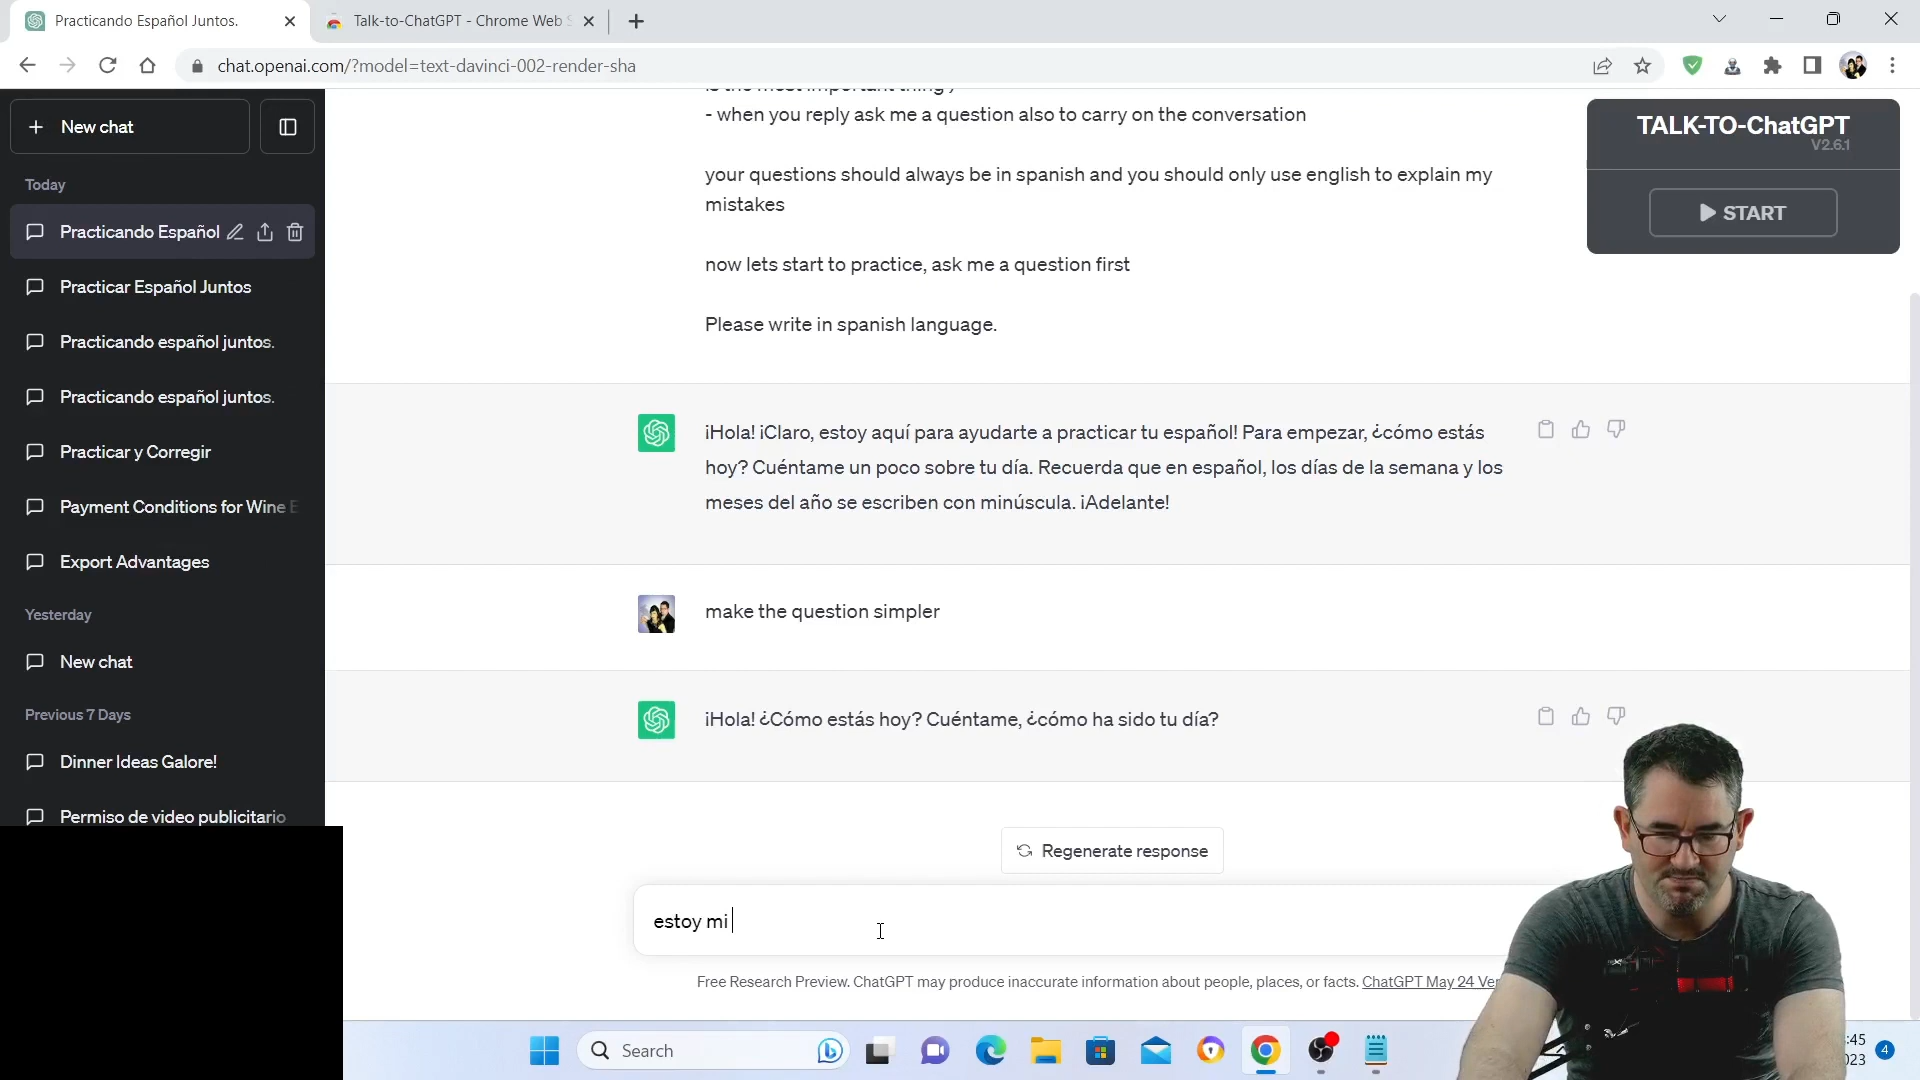 Practicando Español Juntos.
Talk-to-ChatGPT - Chrome Web S
chat.openai.com/?model=text-davinci-002-render-sha
New chat
Today
Practicando Español
Practicar Español Juntos
Practicando español juntos.
Practicando español juntos.
Practicar y Corregir
Payment Conditions for Wine E
Export Advantages
Yesterday
New chat
Previous 7 Days
Dinner Ideas Galore!
Permiso de video publicitario
is the most important thing,
- when you reply ask me a question also to carry on the conversation
your questions should always be in spanish and you should only use english to explain my
mistakes
now lets start to practice, ask me a question first
Please write in spanish language.
¡Hola! ¡Claro, estoy aquí para ayudarte a practicar tu español! Para empezar, ¿cómo estás
hoy? Cuéntame un poco sobre tu día. Recuerda que en español, los días de la semana y los
meses del año se escriben con minúscula. ¡Adelante!
make the question simpler
¡Hola! ¿Cómo estás hoy? Cuéntame, ¿cómo ha sido tu día?
Regenerate response
estoy mi
Free Research Preview. ChatGPT may produce inaccurate information about people, places, or facts. ChatGPT May 24 Ver
TALK-TO-ChatGPT
V2.6.1
START
Search
:45
023
4